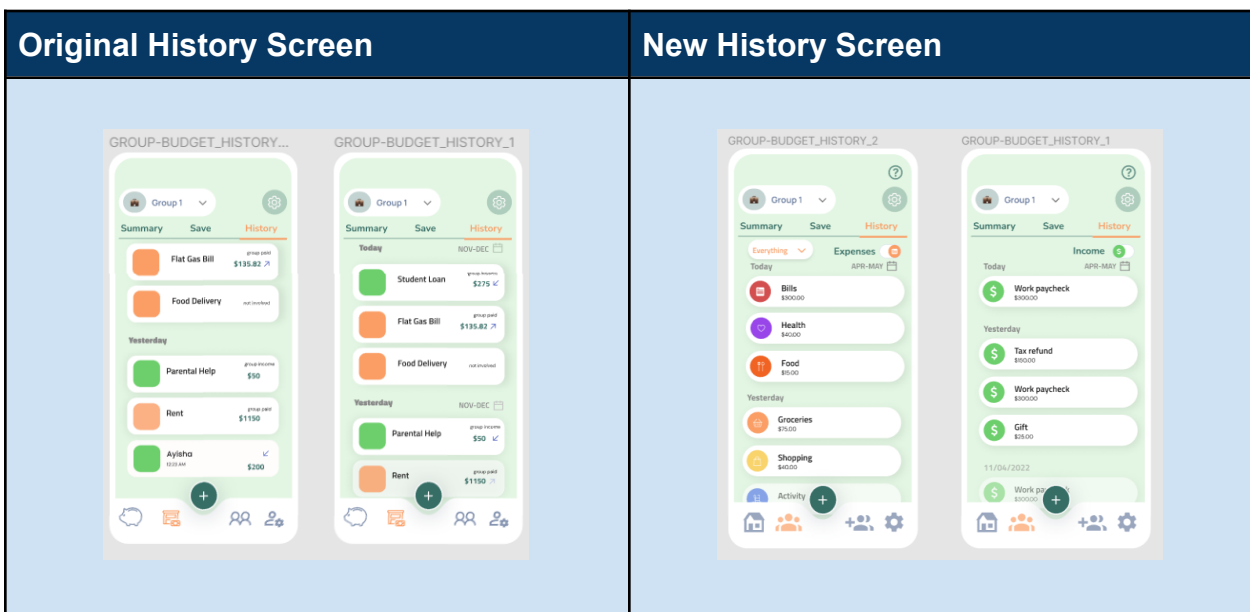 Original History Screen
New History Screen
GROUP-BUDGET_HISTORY...
Group 1
Summary Save History
Flat Gas Bill
group paid
$135.82
Food Delivery
not involved
Yesterday
Parental Help
group income
$50
Rent
group paid
$1150
Ayisha
10:33 AM
$200
+
GROUP-BUDGET_HISTORY_1
Group 1
Summary Save History
Today NOV-DEC
Student Loan
group income
$275
Flat Gas Bill
group paid
$135.82
Food Delivery
not involved
Yesterday NOV-DEC
Parental Help
group income
$50
Rent
group paid
$1150
+
GROUP-BUDGET_HISTORY_2
?
Group 1
Summary Save History
Everything Expenses
Today APR-MAY
Bills
$300.00
Health
$40.00
Food
$15.00
Yesterday
Groceries
$75.00
Shopping
$40.00
Activity
+
GROUP-BUDGET_HISTORY_1
?
Group 1
Summary Save History
Income $
Today APR-MAY
$ Work paycheck
$300.00
Yesterday
$ Tax refund
$150.00
$ Work paycheck
$300.00
$ Gift
$25.00
11/04/2022
$ Work
$300.00
+